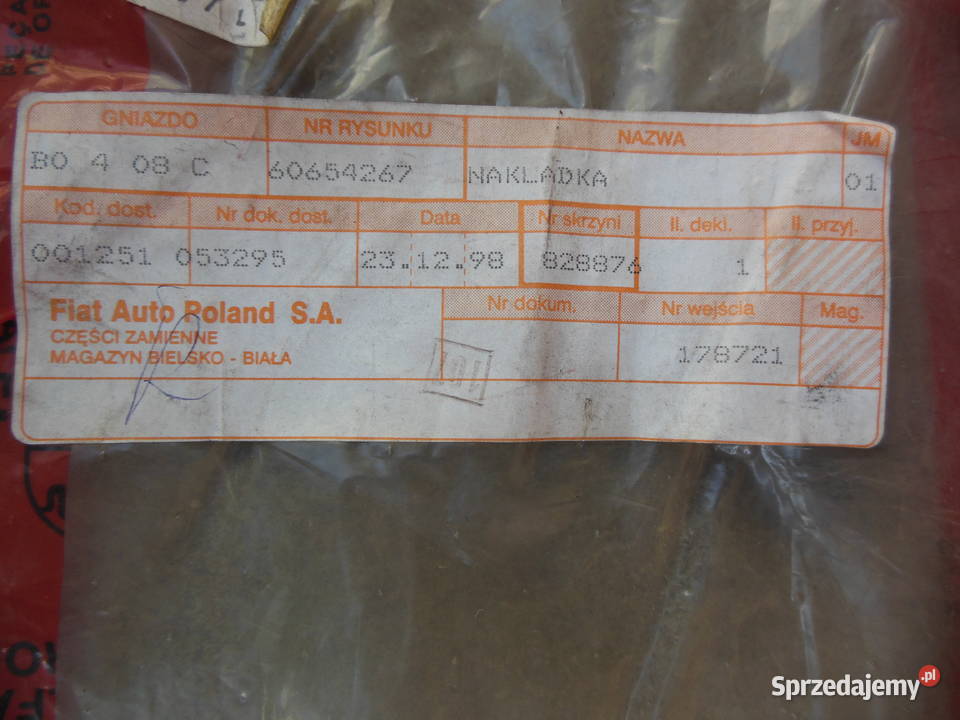 GNIAZDO NR RYSUNKU NAZWA JM
BO 4 08 C 60654267 NAKLADKA 01
Kod. dost. Nr dok. dost. Data Nr skrzyni Il. dekl. Il. przyj.
001251 053295 23.12.98 828876 1
Fiat Auto Poland S.A. Nr dokum. Nr wejścia Mag.
CZĘŚCI ZAMIENNE
MAGAZYN BIELSKO - BIAŁA 178721
101
Sprzedajemy.pl